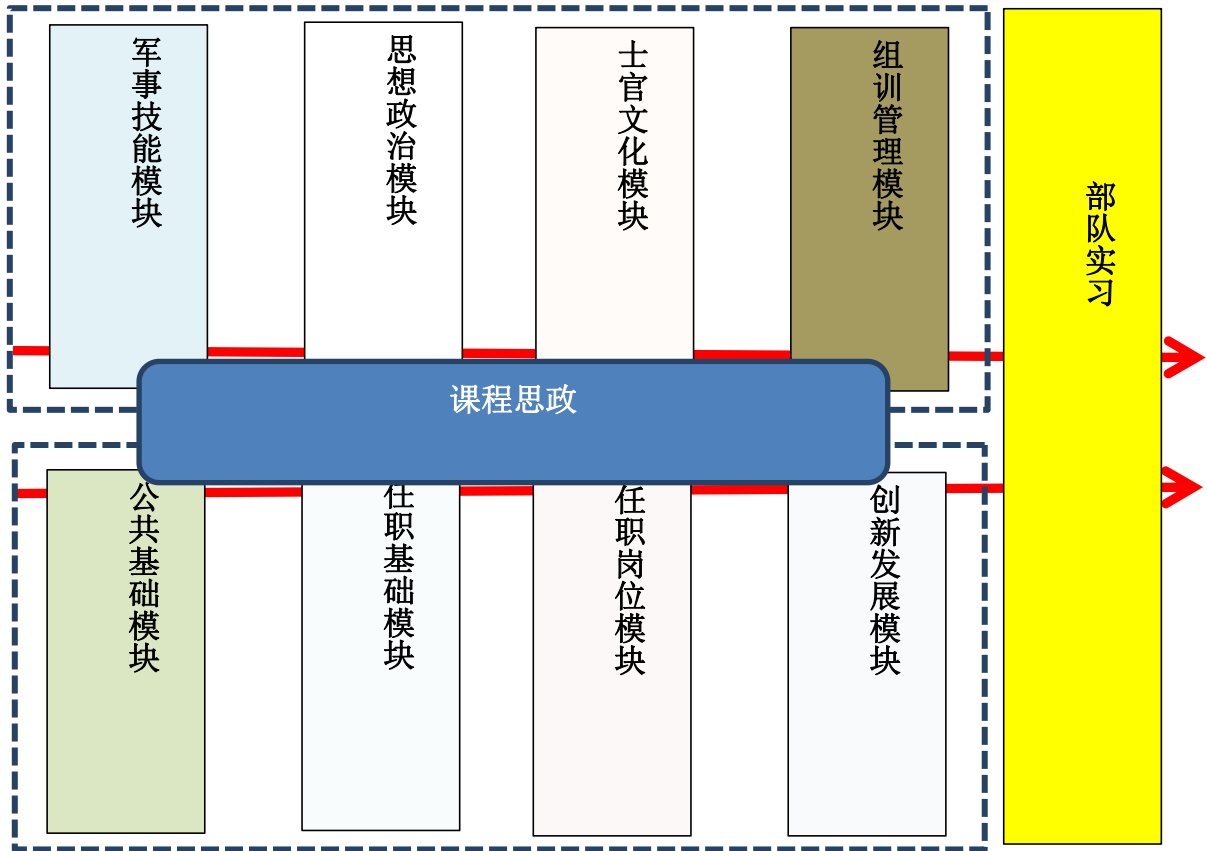 军事技能模块
思想政治模块
士官文化模块
组训管理模块
部队实习
课程思政
公共基础模块
任职基础模块
任职岗位模块
创新发展模块